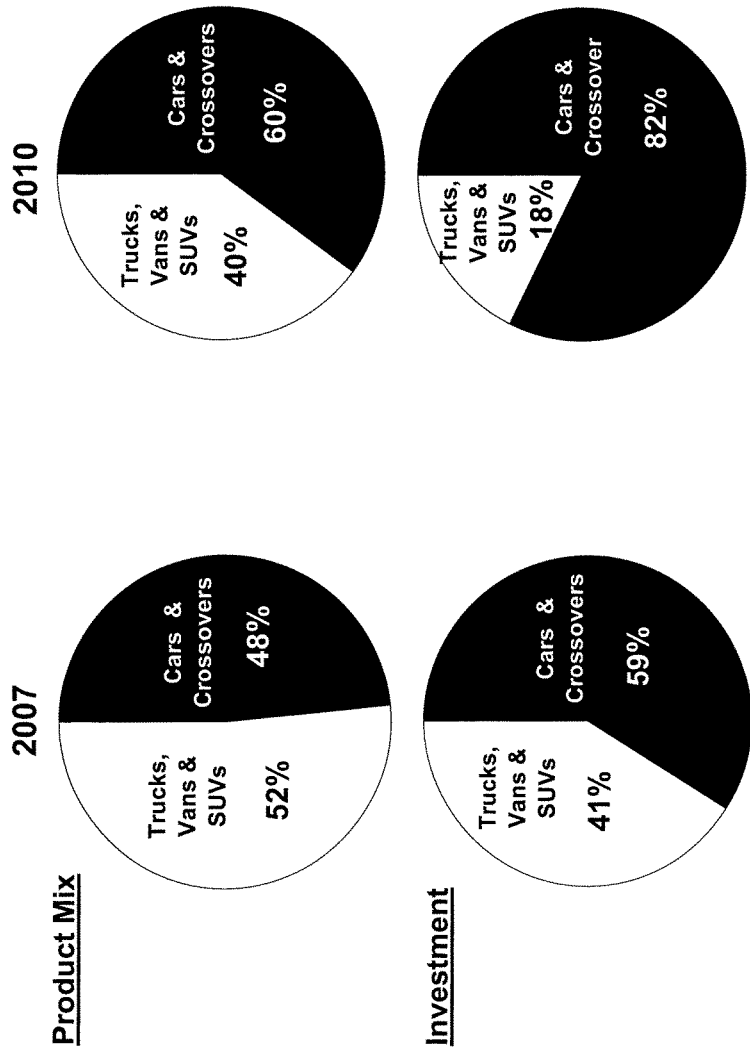 2007
2010
Product Mix
Trucks,
Vans &
SUVs
52%
Cars &
Crossovers
48%
Trucks,
Vans &
SUVs
40%
Cars &
Crossovers
60%
Investment
Trucks,
Vans &
SUVs
41%
Cars &
Crossovers
59%
Trucks,
Vans &
SUVs
18%
Cars &
Crossover
82%